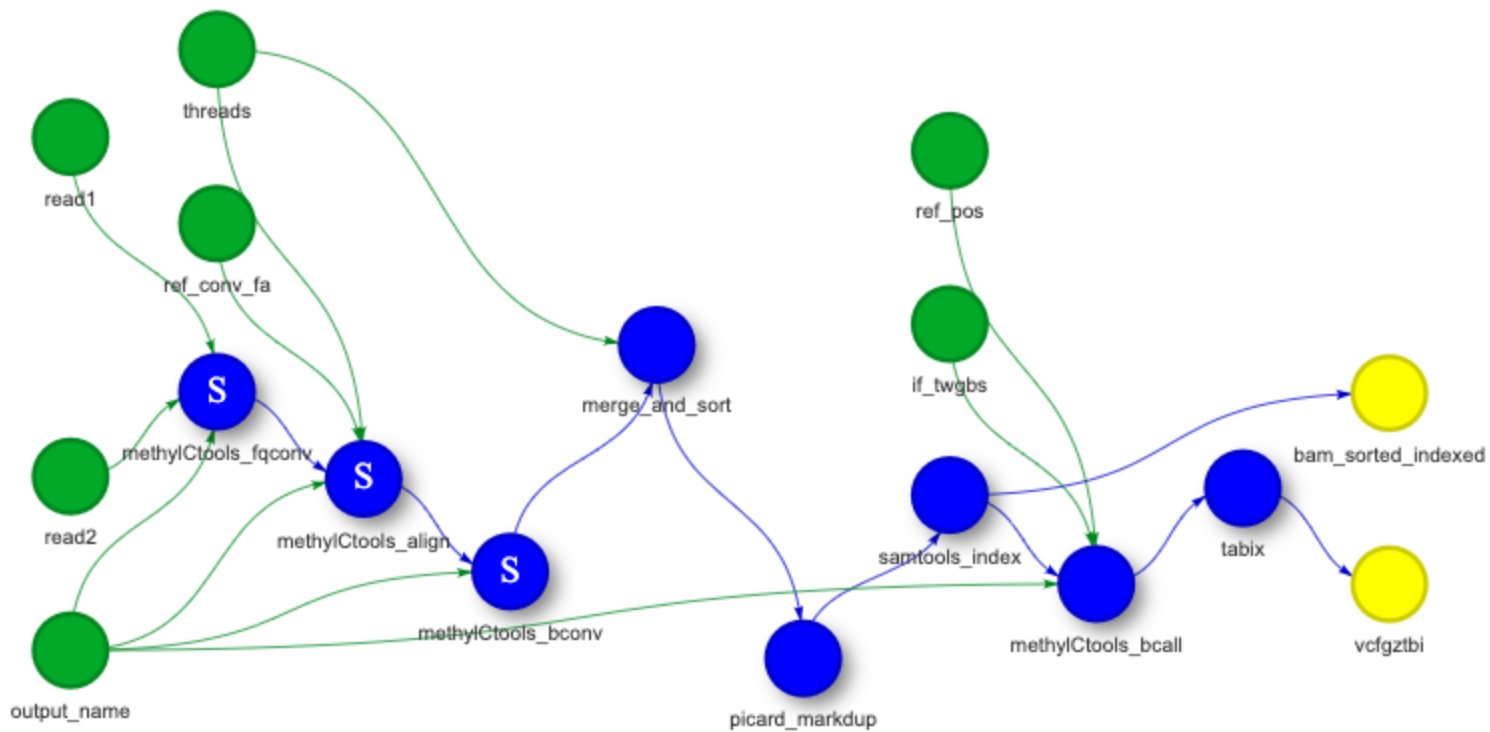 threads
read1
ref_pos
ref_conv_fa
if_twgbs
S
merge_and_sort
methylCtools_fqconv
bam_sorted_indexed
S
read2
methylCtools_align
samtools_index
tabix
S
methylCtools_bconv
methylCtools_bcall
vcfgztbi
output_name
picard_markdup